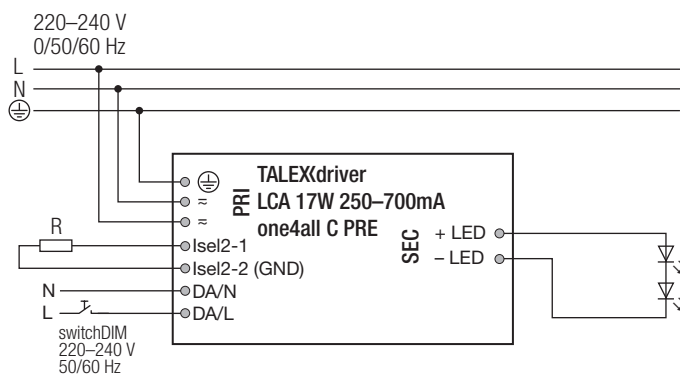 220–240 V
0/50/60 Hz
L
N
PRI
TALEXXdriver
LCA 17W 250–700mA
one4all C PRE
≂
≂
SEC
+ LED
– LED
R
Isel2-1
Isel2-2 (GND)
N
DA/N
L
DA/L
switchDIM
220–240 V
50/60 Hz